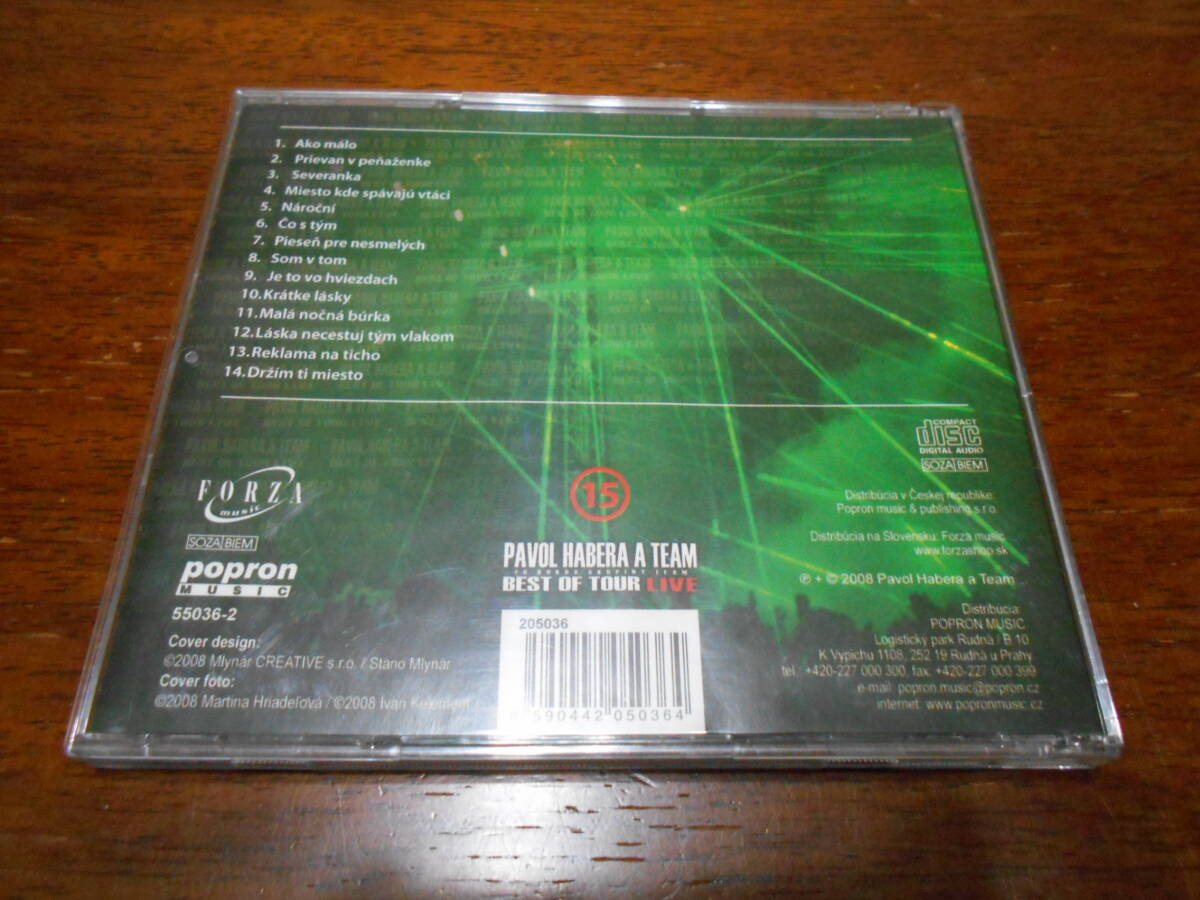 1. Ako málo
2. Prievan v peňaženke
3. Severanka
4. Miesto kde spávajú vtáci
5. Nároční
6. Čo s tým
7. Pieseň pre nesmelých
8. Som v tom
9. Je to vo hviezdach
10.Krátke lásky
11.Malá nočná búrka
12.Láska necestuj tým vlakom
13.Reklama na ticho
14.Držím ti miesto
FORZA
music
SOZA BIEM
popron
MUSIC
55036-2
Cover design:
©2008 Mlynár CREATIVE s.r.o. / Stano Mlynár
Cover foto:
©2008 Martina Hriadeľová / ©2008 Ivan
15
PAVOL HABERA A TEAM
BEST OF TOUR LIVE
205036
590442 050364
COMPACT
disc
DIGITAL AUDIO
SOZA BIEM
Distribúcia v Českej republike:
Popron music & publishing s.r.o.
Distribúcia na Slovensku: Forza music
www.forzashop.sk
℗ + © 2008 Pavol Habera a Team
Distribúcia:
POPRON MUSIC
Logistický park Rudná / B 10
K Vypichu 1108, 252 19 Rudná u Prahy
tel.: +420-227 000 300, fax: +420-227 000 399
e-mail: popron.music@popron.cz
internet: www.popronmusic.cz